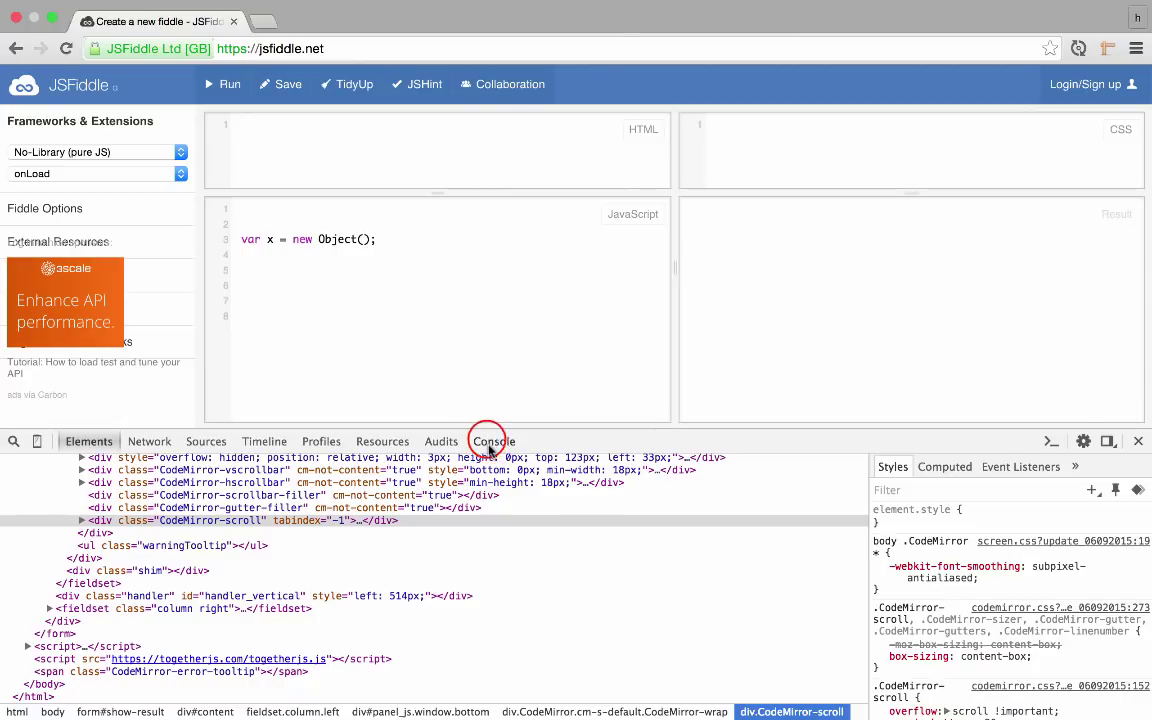 Create a new fiddle - JSFid
h
JSFiddle Ltd [GB] https://jsfiddle.net
JSFiddle Run Save TidyUp JSHint Collaboration Login/Sign up
Frameworks & Extensions
No-Library (pure JS)
onLoad
Fiddle Options
External Resources
3scale
Enhance API
performance.
Tutorial: How to load test and tune your
API
ads via Carbon
1 HTML
1 CSS
1 JavaScript
2
3 var x = new Object();
4
5
6
7
8
Result
Elements Network Sources Timeline Profiles Resources Audits Console
<div style="overflow: hidden; position: relative; width: 3px; height: 0px; top: 123px; left: 33px;">…</div>
<div class="CodeMirror-vscrollbar" cm-not-content="true" style="bottom: 0px; min-width: 18px;">…</div>
<div class="CodeMirror-hscrollbar" cm-not-content="true" style="min-height: 18px;">…</div>
<div class="CodeMirror-scrollbar-filler" cm-not-content="true"></div>
<div class="CodeMirror-gutter-filler" cm-not-content="true"></div>
<div class="CodeMirror-scroll" tabindex="-1">…</div>
</div>
<ul class="warningTooltip"></ul>
</div>
<div class="shim"></div>
</fieldset>
<div class="handler" id="handler_vertical" style="left: 514px;"></div>
<fieldset class="column right">…</fieldset>
</div>
</form>
<script>…</script>
<script src="https://togetherjs.com/togetherjs.js"></script>
<span class="CodeMirror-error-tooltip"></span>
</body>
</html>
html body form#show-result div#content fieldset.column.left div#panel_js.window.bottom div.CodeMirror.cm-s-default.CodeMirror-wrap div.CodeMirror-scroll
Styles Computed Event Listeners »
Filter
element.style {
}
body .CodeMirror screen.css?update_06092015:19
* {
-webkit-font-smoothing: subpixel-
antialiased;
}
.CodeMirror- codemirror.css?…e_06092015:273
scroll, .CodeMirror-sizer, .CodeMirror-gutter,
.CodeMirror-gutters, .CodeMirror-linenumber {
-moz-box-sizing: content-box;
box-sizing: content-box;
}
.CodeMirror- codemirror.css?…e_06092015:152
scroll {
overflow: scroll !important;